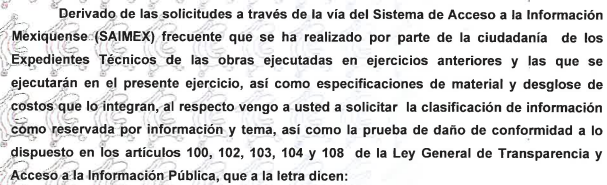 Derivado de las solicitudes a través de la vía del Sistema de Acceso a la Información
Mexiquense (SAIMEX) frecuente que se ha realizado por parte de la ciudadanía de los
Expedientes Técnicos de las obras ejecutadas en ejercicios anteriores y las que se
ejecutarán en el presente ejercicio, así como especificaciones de material y desglose de
costos que lo integran, al respecto vengo a usted a solicitar la clasificación de información
como reservada por información y tema, así como la prueba de daño de conformidad a lo
dispuesto en los artículos 100, 102, 103, 104 y 108 de la Ley General de Transparencia y
Acceso a la Información Pública, que a la letra dicen: